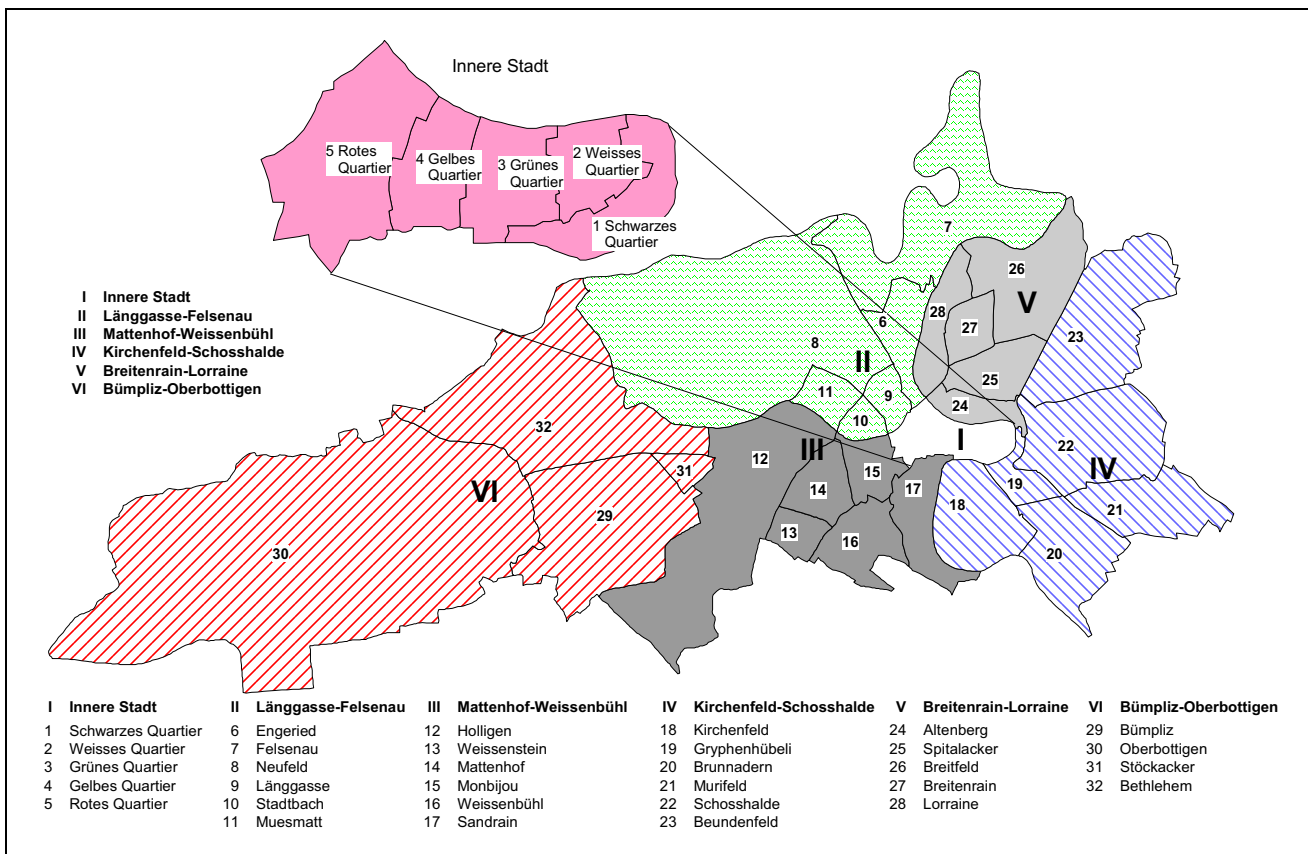 Innere Stadt
5 Rotes
Quartier
4 Gelbes
Quartier
3 Grünes
Quartier
2 Weisses
Quartier
1 Schwarzes
Quartier
I Innere Stadt
II Länggasse-Felsenau
III Mattenhof-Weissenbühl
IV Kirchenfeld-Schosshalde
V Breitenrain-Lorraine
VI Bümpliz-Oberbottigen
7
26
V
28
27
23
6
8
II
25
11
9
24
10
32
I
III
12
22
31
15
IV
VI
14
17
19
18
21
29
13
16
20
30
I Innere Stadt
1 Schwarzes Quartier
2 Weisses Quartier
3 Grünes Quartier
4 Gelbes Quartier
5 Rotes Quartier
II Länggasse-Felsenau
6 Engeried
7 Felsenau
8 Neufeld
9 Länggasse
10 Stadtbach
11 Muesmatt
III Mattenhof-Weissenbühl
12 Holligen
13 Weissenstein
14 Mattenhof
15 Monbijou
16 Weissenbühl
17 Sandrain
IV Kirchenfeld-Schosshalde
18 Kirchenfeld
19 Gryphenhübeli
20 Brunnadern
21 Murifeld
22 Schosshalde
23 Beundenfeld
V Breitenrain-Lorraine
24 Altenberg
25 Spitalacker
26 Breitfeld
27 Breitenrain
28 Lorraine
VI Bümpliz-Oberbottigen
29 Bümpliz
30 Oberbottigen
31 Stöckacker
32 Bethlehem